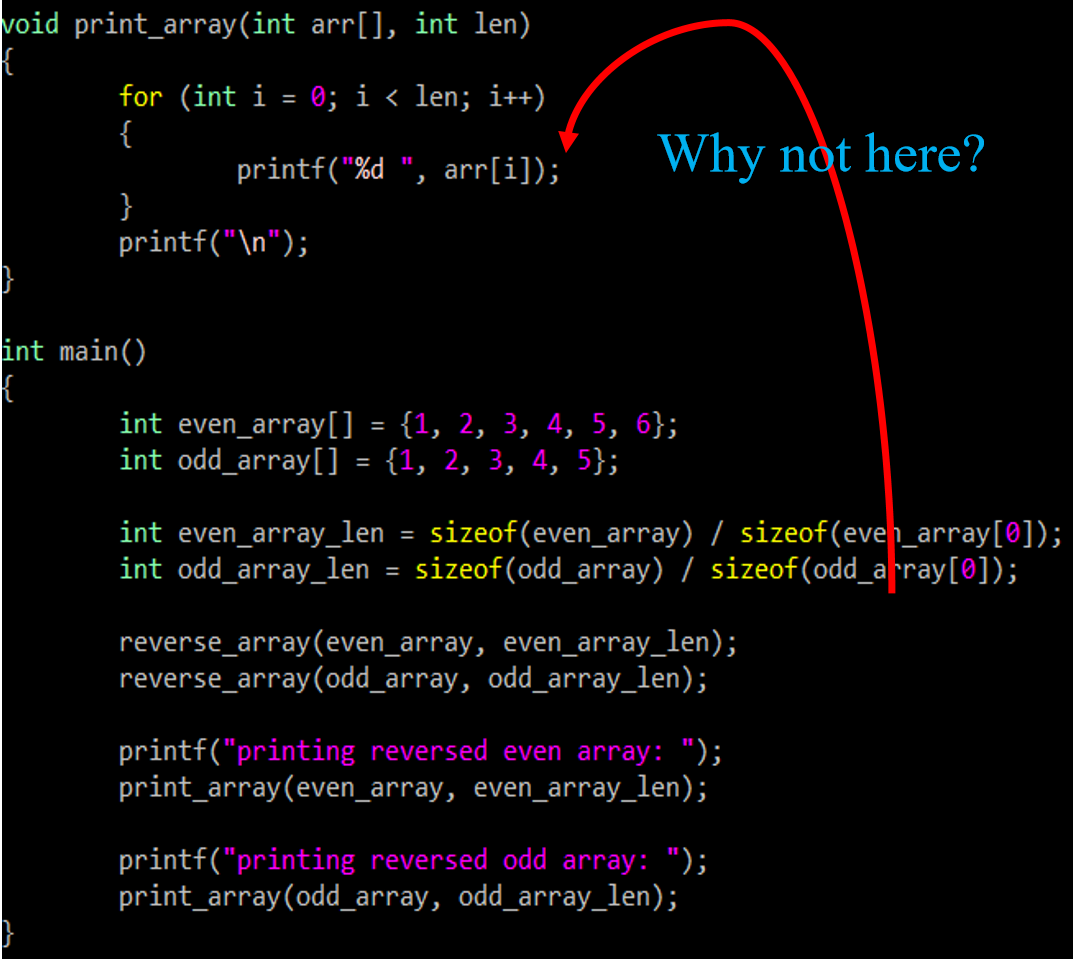 void print_array(int arr[], int len)
{
for (int i = 0; i < len; i++)
{
printf("%d ", arr[i]);
}
printf("\n");
}
Why not here?
int main()
{
int even_array[] = {1, 2, 3, 4, 5, 6};
int odd_array[] = {1, 2, 3, 4, 5};
int even_array_len = sizeof(even_array) / sizeof(even_array[0]);
int odd_array_len = sizeof(odd_array) / sizeof(odd_array[0]);
reverse_array(even_array, even_array_len);
reverse_array(odd_array, odd_array_len);
printf("printing reversed even array: ");
print_array(even_array, even_array_len);
printf("printing reversed odd array: ");
print_array(odd_array, odd_array_len);
}